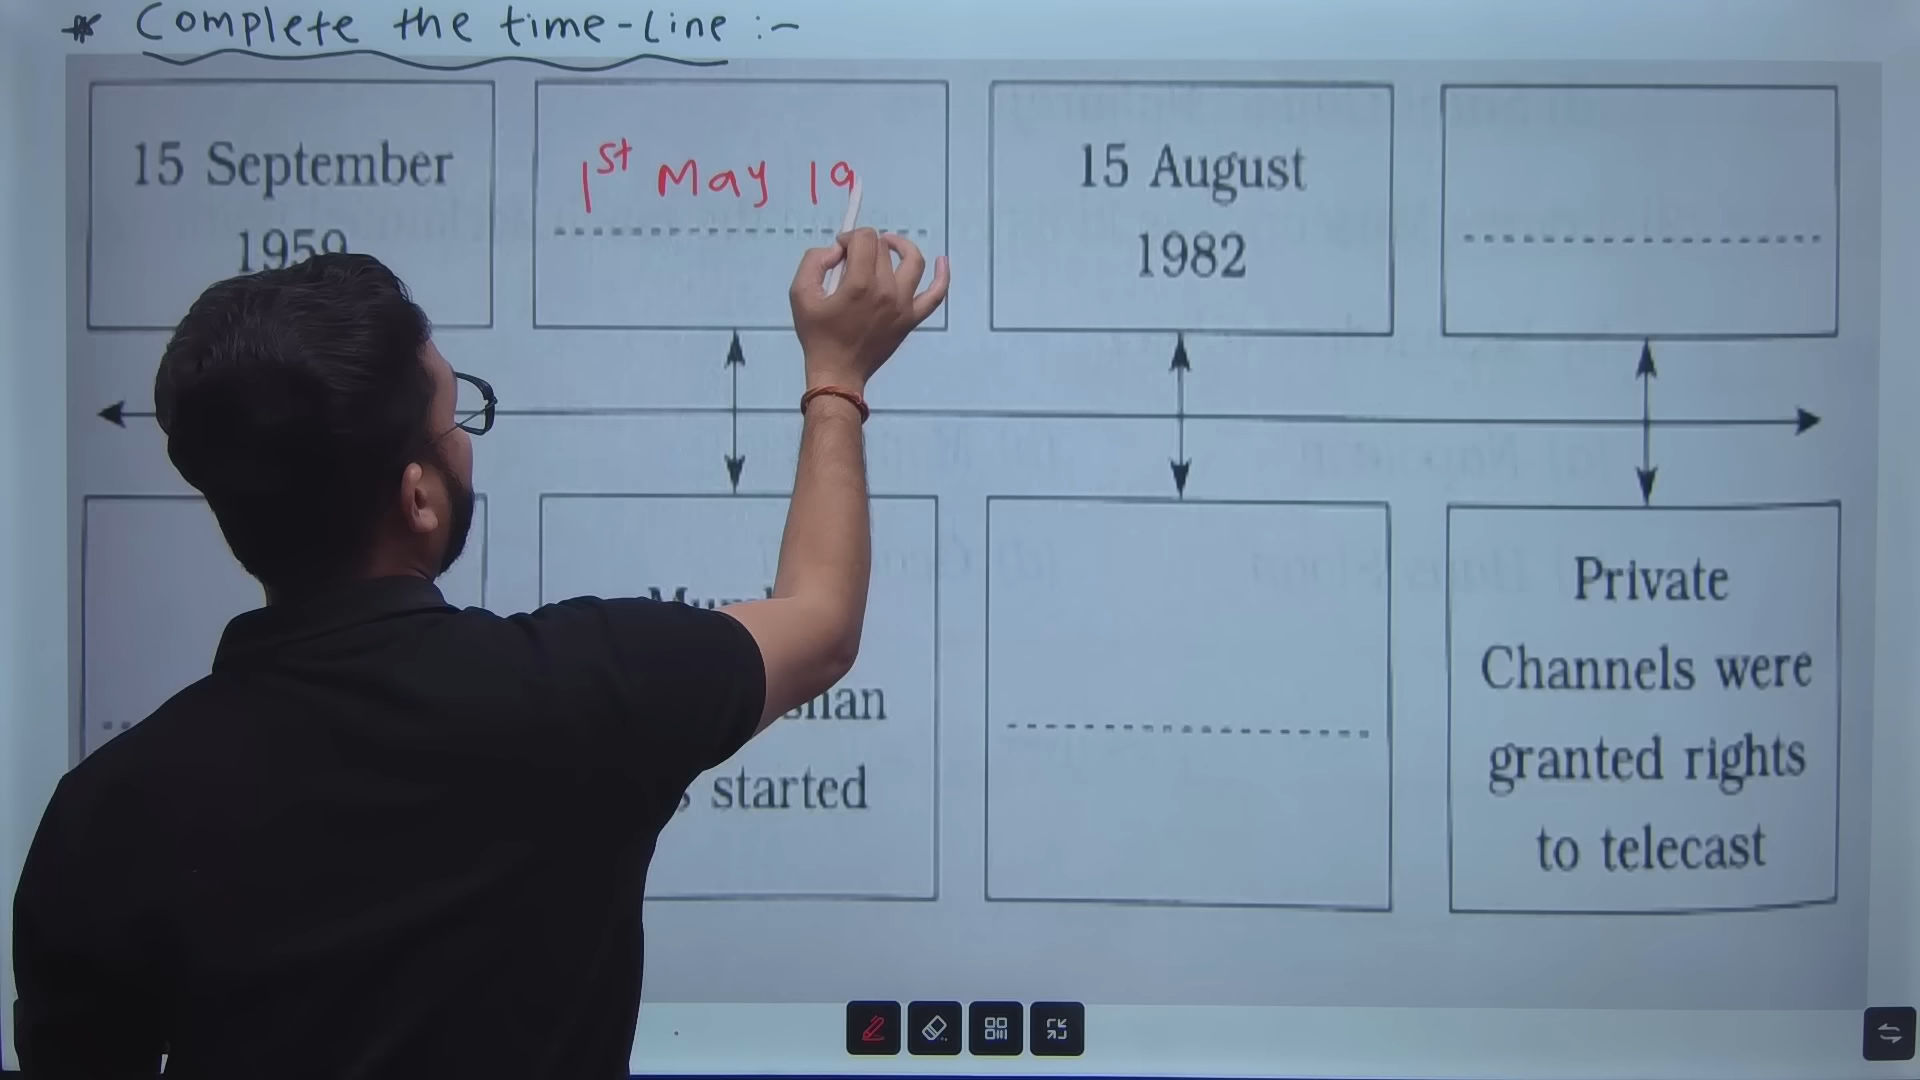 * Complete the time-line :-
15 September
1959
1st May 19
15 August
1982
started
Private
Channels were
granted rights
to telecast